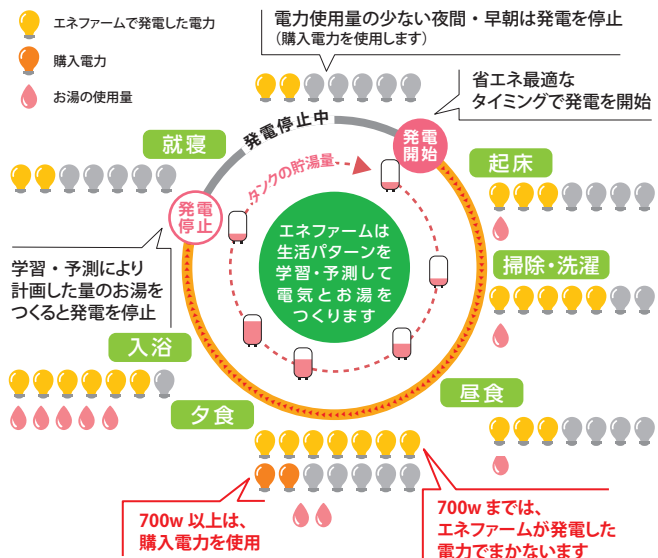 エネファームで発電した電力
購入電力
お湯の使用量
電力使用量の少ない夜間・早朝は発電を停止
（購入電力を使用します）
省エネ最適な
タイミングで発電を開始
発電停止中
発電
開始
就寝
起床
タンクの貯湯量
発電
停止
エネファームは
生活パターンを
学習・予測して
電気とお湯を
つくります
学習・予測により
計画した量のお湯を
つくると発電を停止
掃除・洗濯
入浴
昼食
夕食
700w 以上は、
購入電力を使用
700w までは、
エネファームが発電した
電力でまかないます